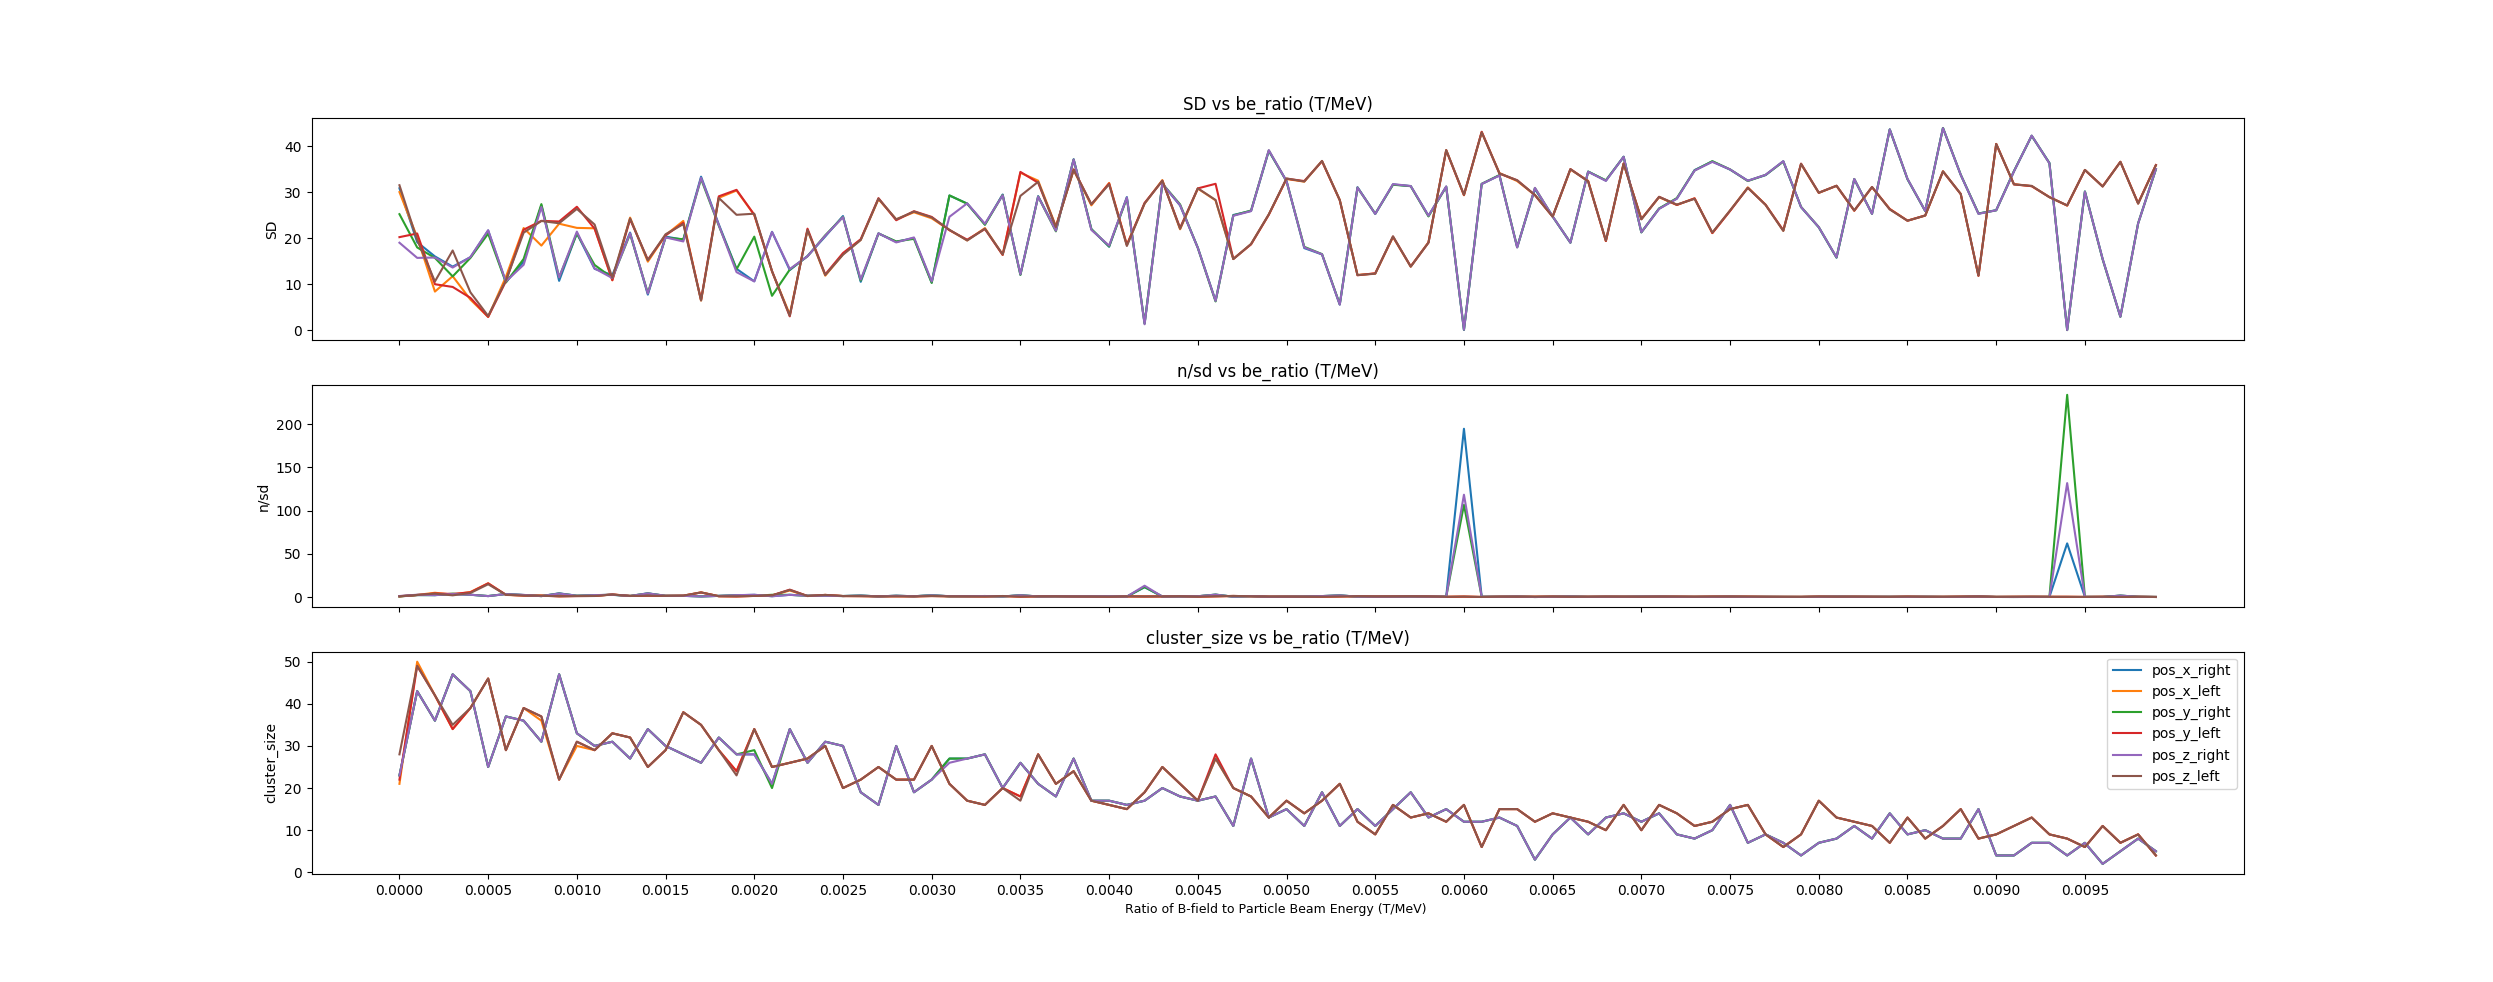 SD vs be_ratio (T/MeV)
40
30
20
10
0
SD
n/sd vs be_ratio (T/MeV)
200
150
100
50
0
n/sd
cluster_size vs be_ratio (T/MeV)
50
40
30
20
10
0
cluster_size
pos_x_right
pos_x_left
pos_y_right
pos_y_left
pos_z_right
pos_z_left
0.0000 0.0005 0.0010 0.0015 0.0020 0.0025 0.0030 0.0035 0.0040 0.0045 0.0050 0.0055 0.0060 0.0065 0.0070 0.0075 0.0080 0.0085 0.0090 0.0095
Ratio of B-field to Particle Beam Energy (T/MeV)